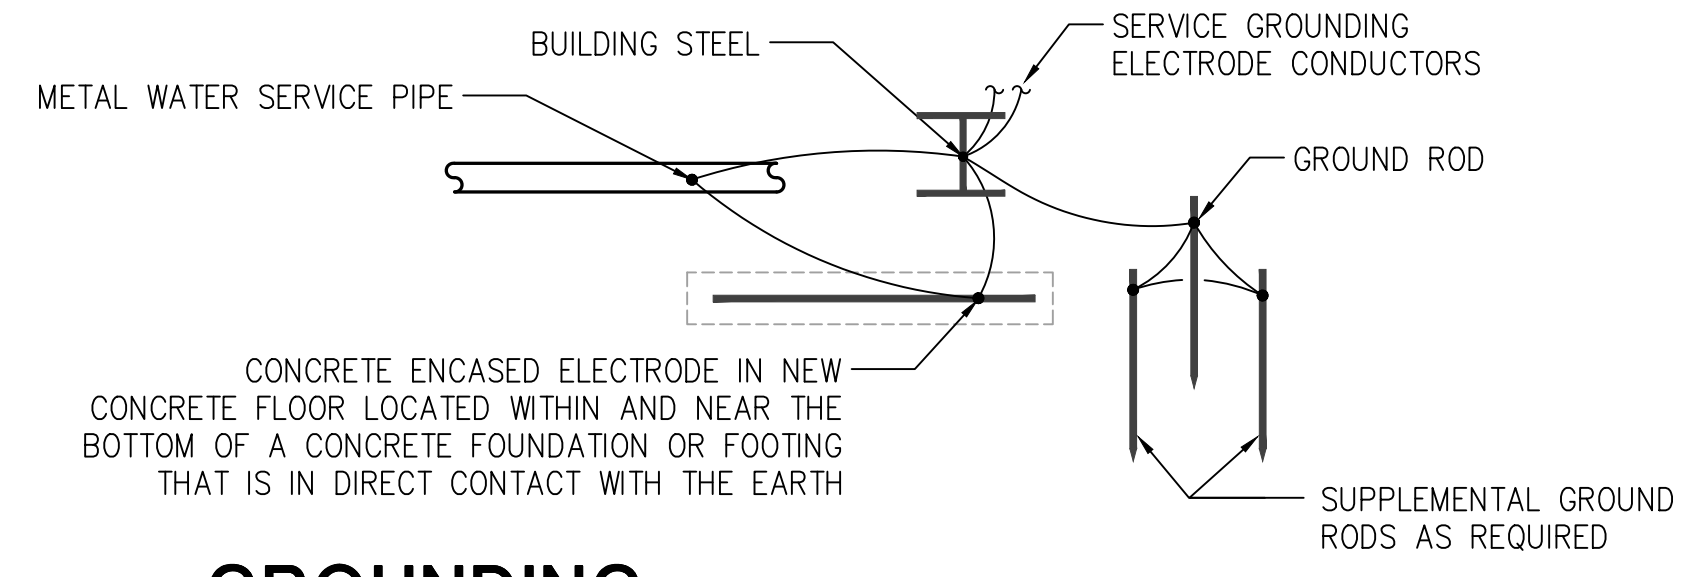 SERVICE GROUNDING
ELECTRODE CONDUCTORS
BUILDING STEEL
METAL WATER SERVICE PIPE
GROUND ROD
CONCRETE ENCASED ELECTRODE IN NEW
CONCRETE FLOOR LOCATED WITHIN AND NEAR THE
BOTTOM OF A CONCRETE FOUNDATION OR FOOTING
THAT IS IN DIRECT CONTACT WITH THE EARTH
SUPPLEMENTAL GROUND
RODS AS REQUIRED
GROUNDING